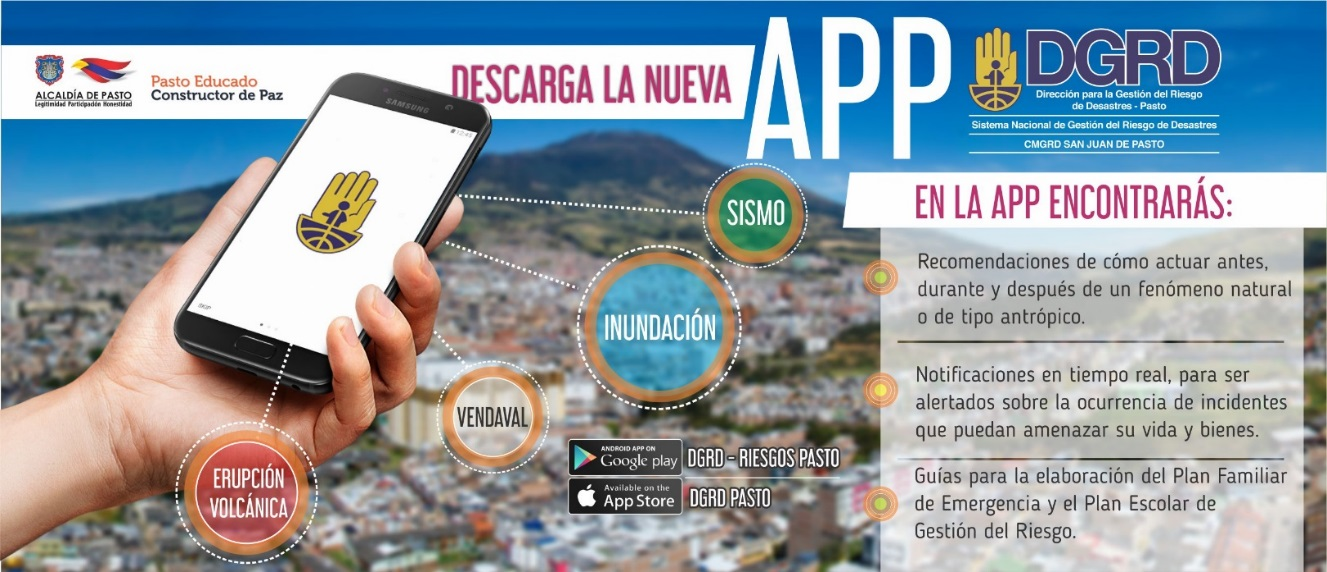 ALCALDÍA DE PASTO
Legitimidad Participación Honestidad
Pasto Educado
Constructor de Paz
DESCARGA LA NUEVA
APP
DGRD
Dirección para la Gestión del Riesgo
de Desastres - Pasto
Sistema Nacional de Gestión del Riesgo de Desastres
CMGRD SAN JUAN DE PASTO
SAMSUNG
12:45
SKIP
SISMO
INUNDACIÓN
VENDAVAL
ERUPCIÓN
VOLCÁNICA
ANDROID APP ON
Google play
DGRD - RIESGOS PASTO
Available on the
App Store
DGRD PASTO
EN LA APP ENCONTRARÁS:
Recomendaciones de cómo actuar antes,
durante y después de un fenómeno natural
o de tipo antrópico.
Notificaciones en tiempo real, para ser
alertados sobre la ocurrencia de incidentes
que puedan amenazar su vida y bienes.
Guías para la elaboración del Plan Familiar
de Emergencia y el Plan Escolar de
Gestión del Riesgo.